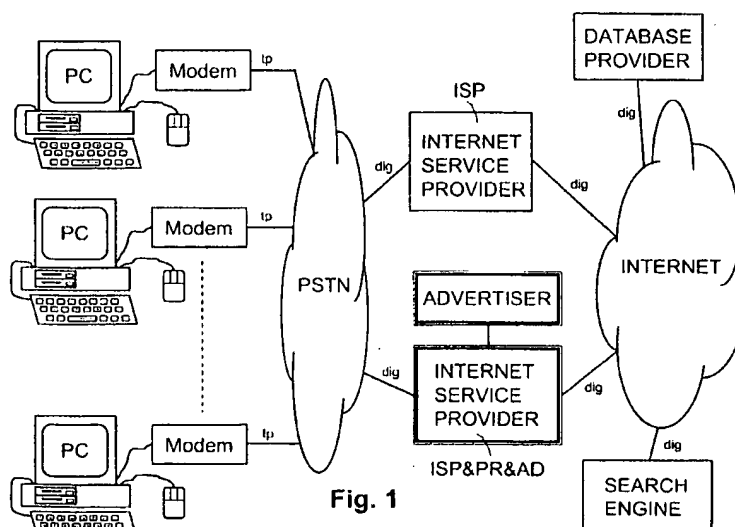 PC
Modem
tp
PC
Modem
tp
PC
Modem
tp
PSTN
dig
ISP
INTERNET
SERVICE
PROVIDER
dig
DATABASE
PROVIDER
dig
INTERNET
ADVERTISER
dig
INTERNET
SERVICE
PROVIDER
dig
ISP&PR&AD
dig
SEARCH
ENGINE
Fig. 1